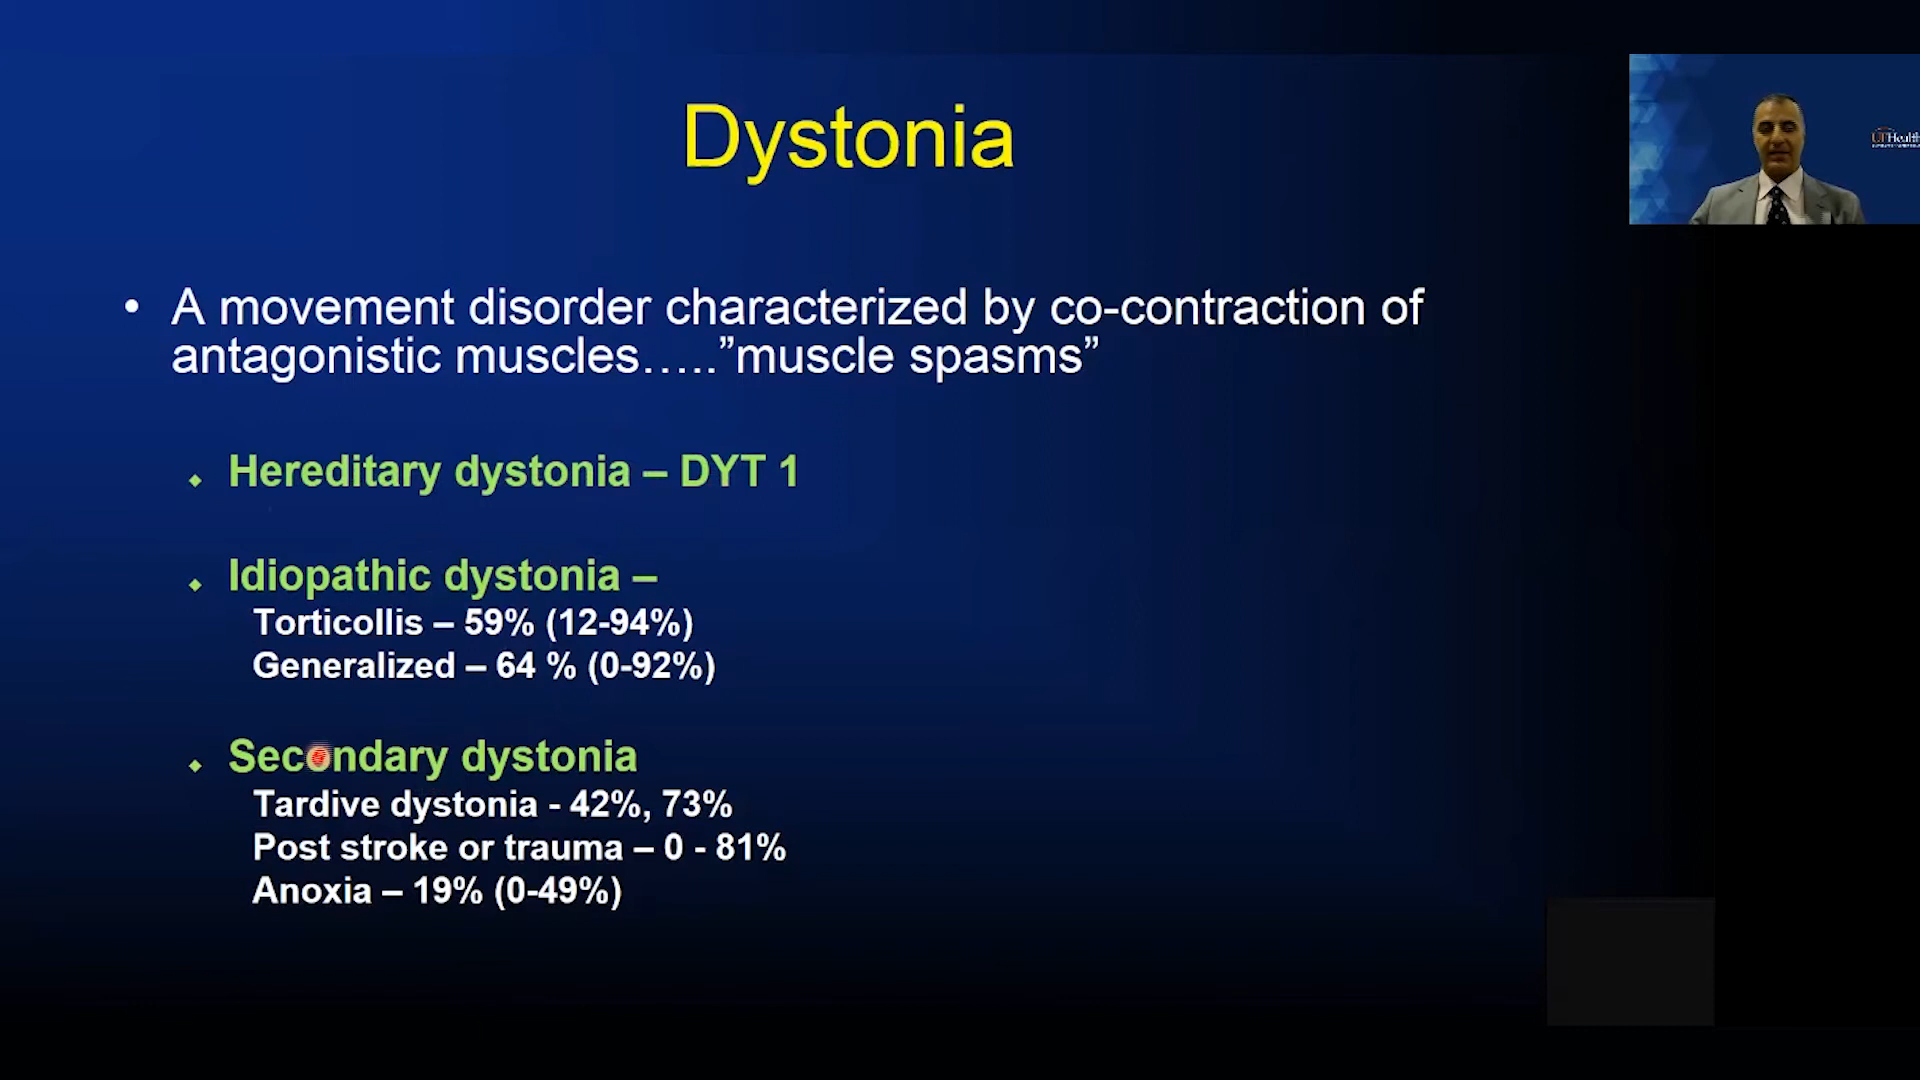 Dystonia
UTHealth
• A movement disorder characterized by co-contraction of
antagonistic muscles…..”muscle spasms”
Hereditary dystonia – DYT 1
Idiopathic dystonia –
Torticollis – 59% (12-94%)
Generalized – 64 % (0-92%)
Secondary dystonia
Tardive dystonia - 42%, 73%
Post stroke or trauma – 0 - 81%
Anoxia – 19% (0-49%)